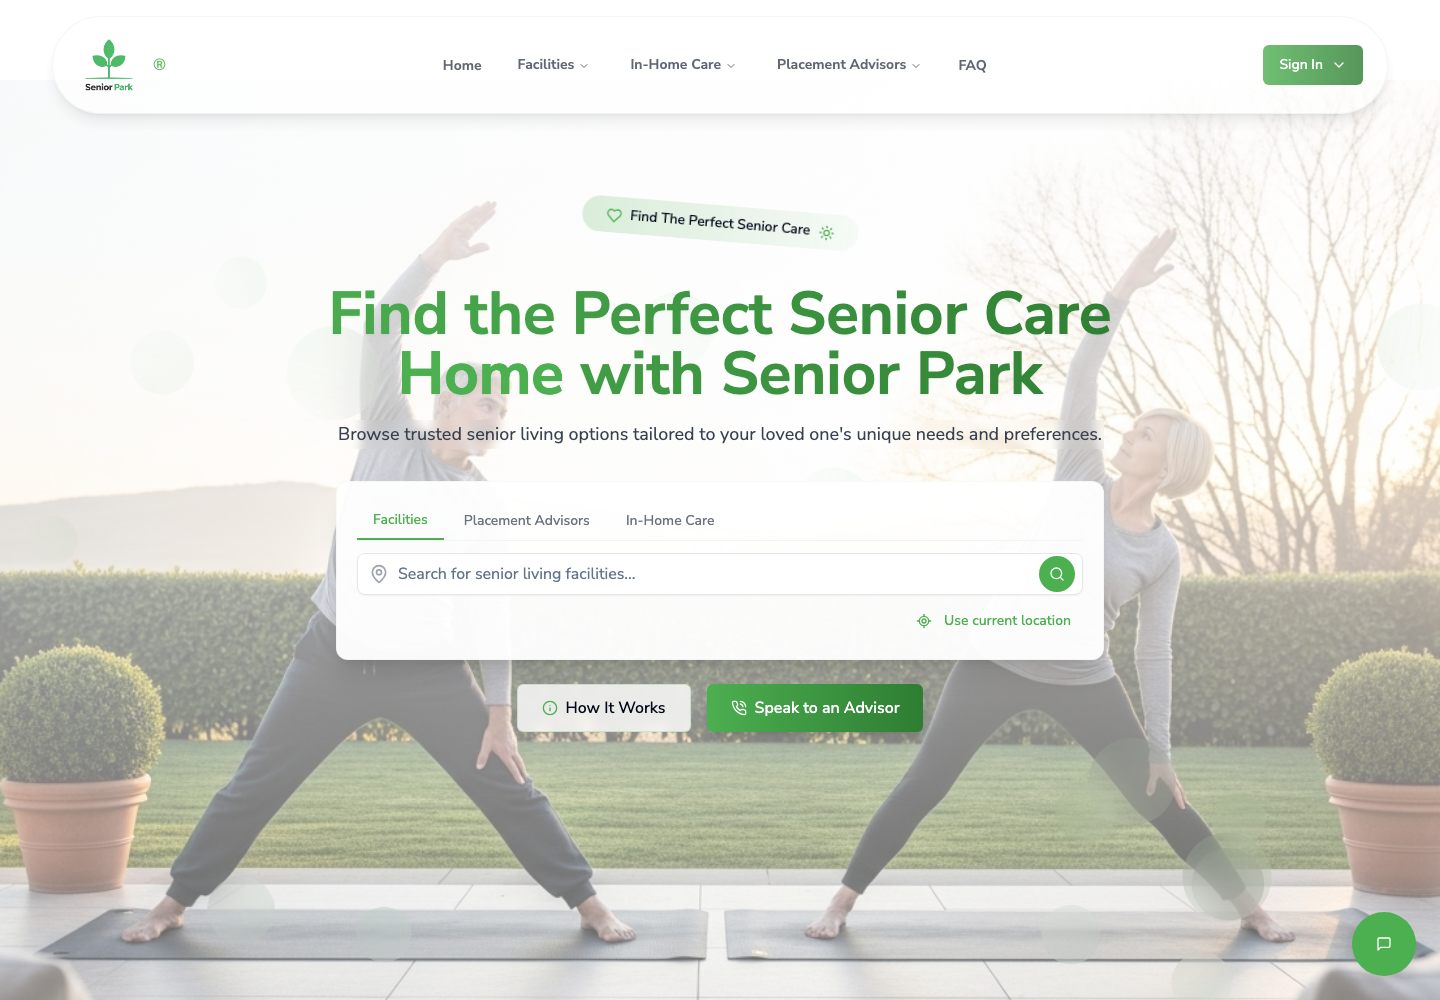 Senior Park
®
Home
Facilities
In-Home Care
Placement Advisors
FAQ
Sign In
Find The Perfect Senior Care
Find the Perfect Senior Care
Home with Senior Park
Browse trusted senior living options tailored to your loved one's unique needs and preferences.
Facilities
Placement Advisors
In-Home Care
Search for senior living facilities...
Use current location
How It Works
Speak to an Advisor